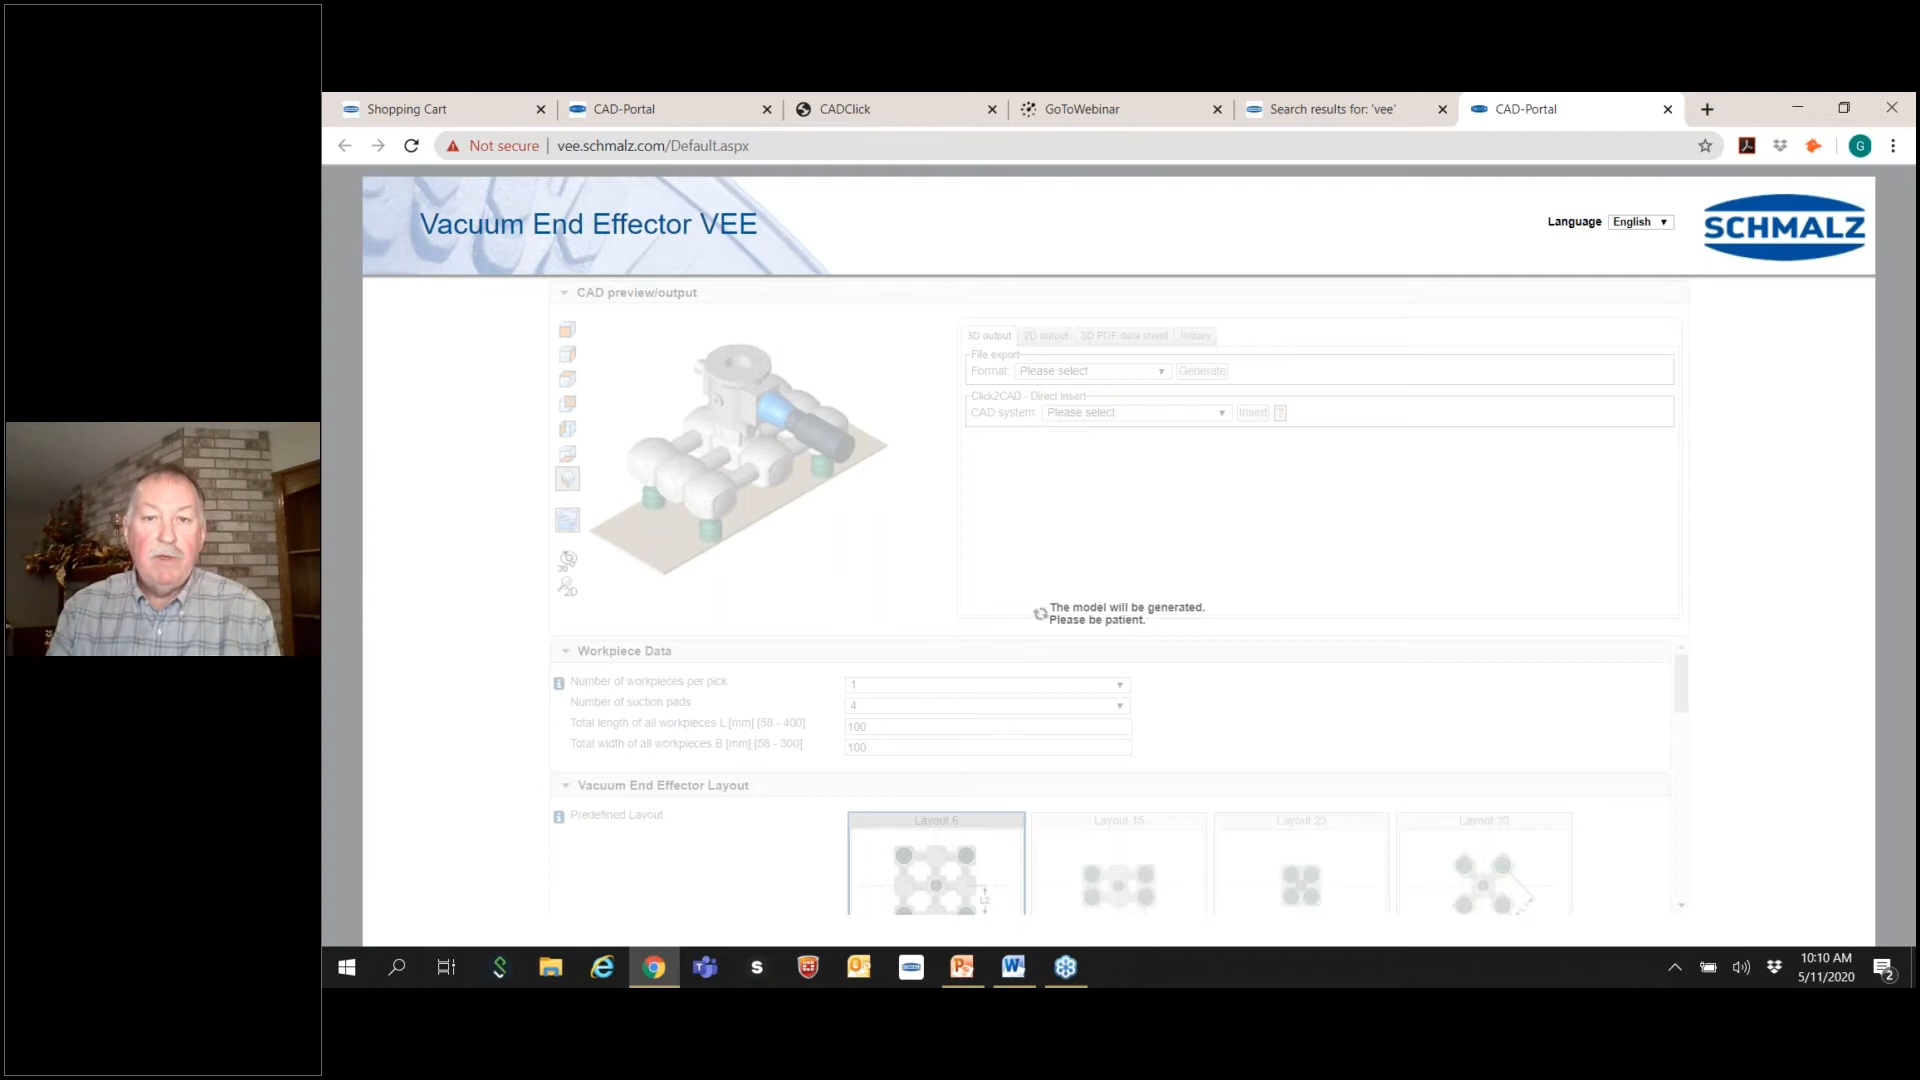 Shopping Cart
CAD-Portal
CADClick
GoToWebinar
Search results for: 'vee'
CAD-Portal
Not secure
vee.schmalz.com/Default.aspx
G
Vacuum End Effector VEE
Language
English
SCHMALZ
CAD preview/output
3D output
2D output
3D PDF data sheet
History
File export
Format:
Please select
Generate
Click2CAD - Direct insert
CAD system:
Please select
Insert
?
3D
2D
The model will be generated.
Please be patient.
Workpiece Data
Number of workpieces per pick
1
Number of suction pads
4
Total length of all workpieces L [mm] [58 - 400]
100
Total width of all workpieces B [mm] [58 - 300]
100
Vacuum End Effector Layout
Predefined Layout
Layout 6
Layout 15
Layout 23
Layout 33
L2
10:10 AM
5/11/2020
2